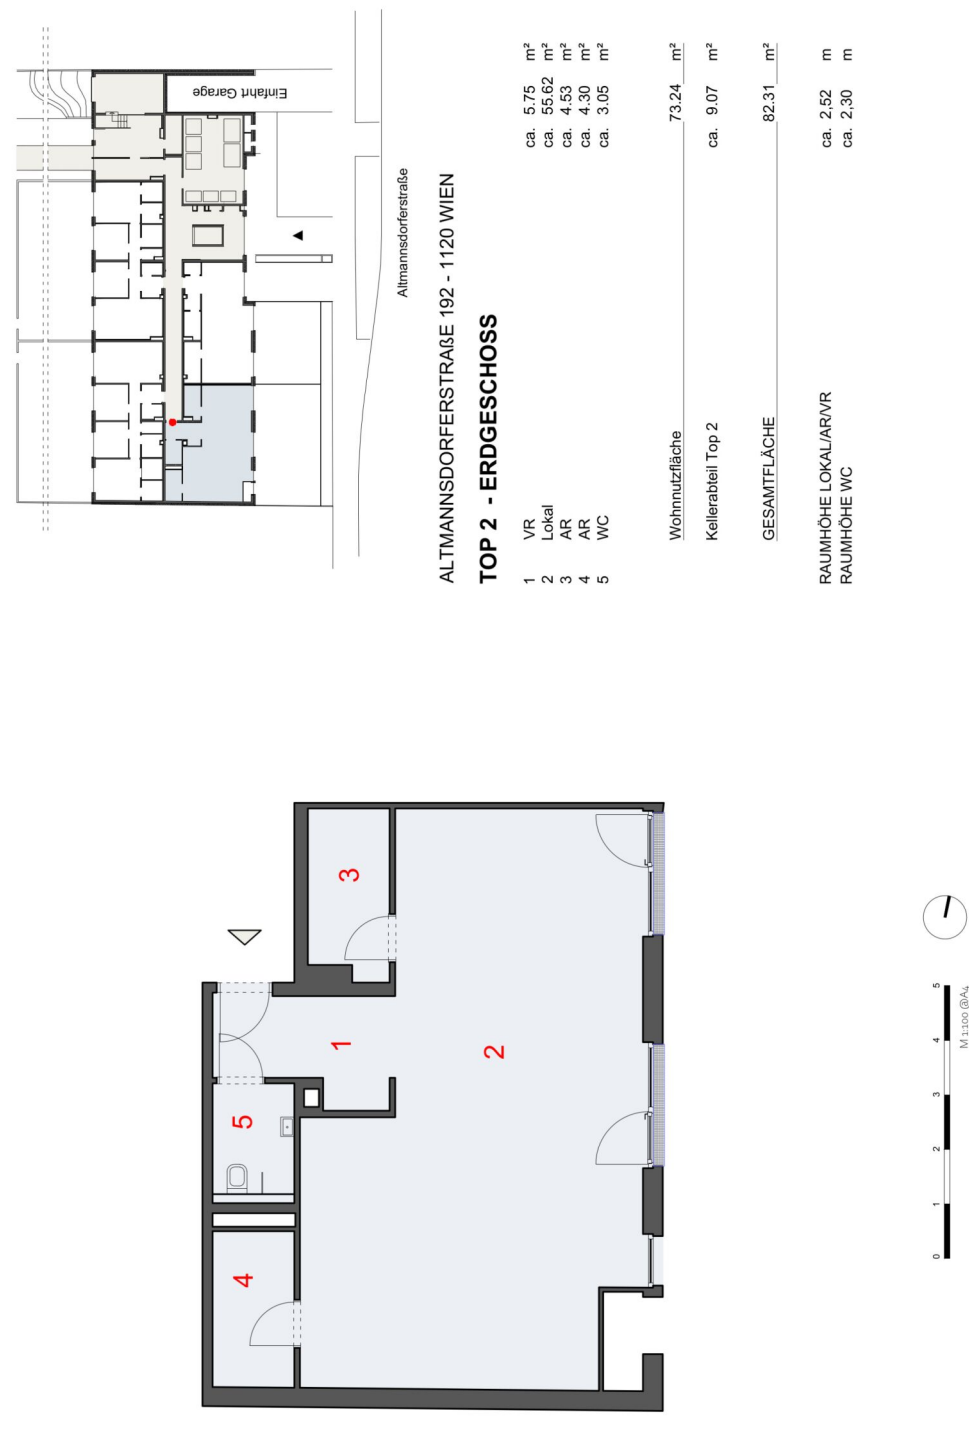 Einfahrt Garage
Altmannsdorferstraße
ALTMANNSDORFERSTRAßE 192 - 1120 WIEN
TOP 2 - ERDGESCHOSS
1 VR ca. 5.75 m²
2 Lokal ca. 55.62 m²
3 AR ca. 4.53 m²
4 AR ca. 4.30 m²
5 WC ca. 3.05 m²
Wohnnutzfläche 73.24 m²
Kellerabteil Top 2 ca. 9.07 m²
GESAMTFLÄCHE 82.31 m²
RAUMHÖHE LOKAL/AR/VR ca. 2,52 m
RAUMHÖHE WC ca. 2,30 m
4
5
1
3
2
0 1 2 3 4 5
M 1:100 @A4